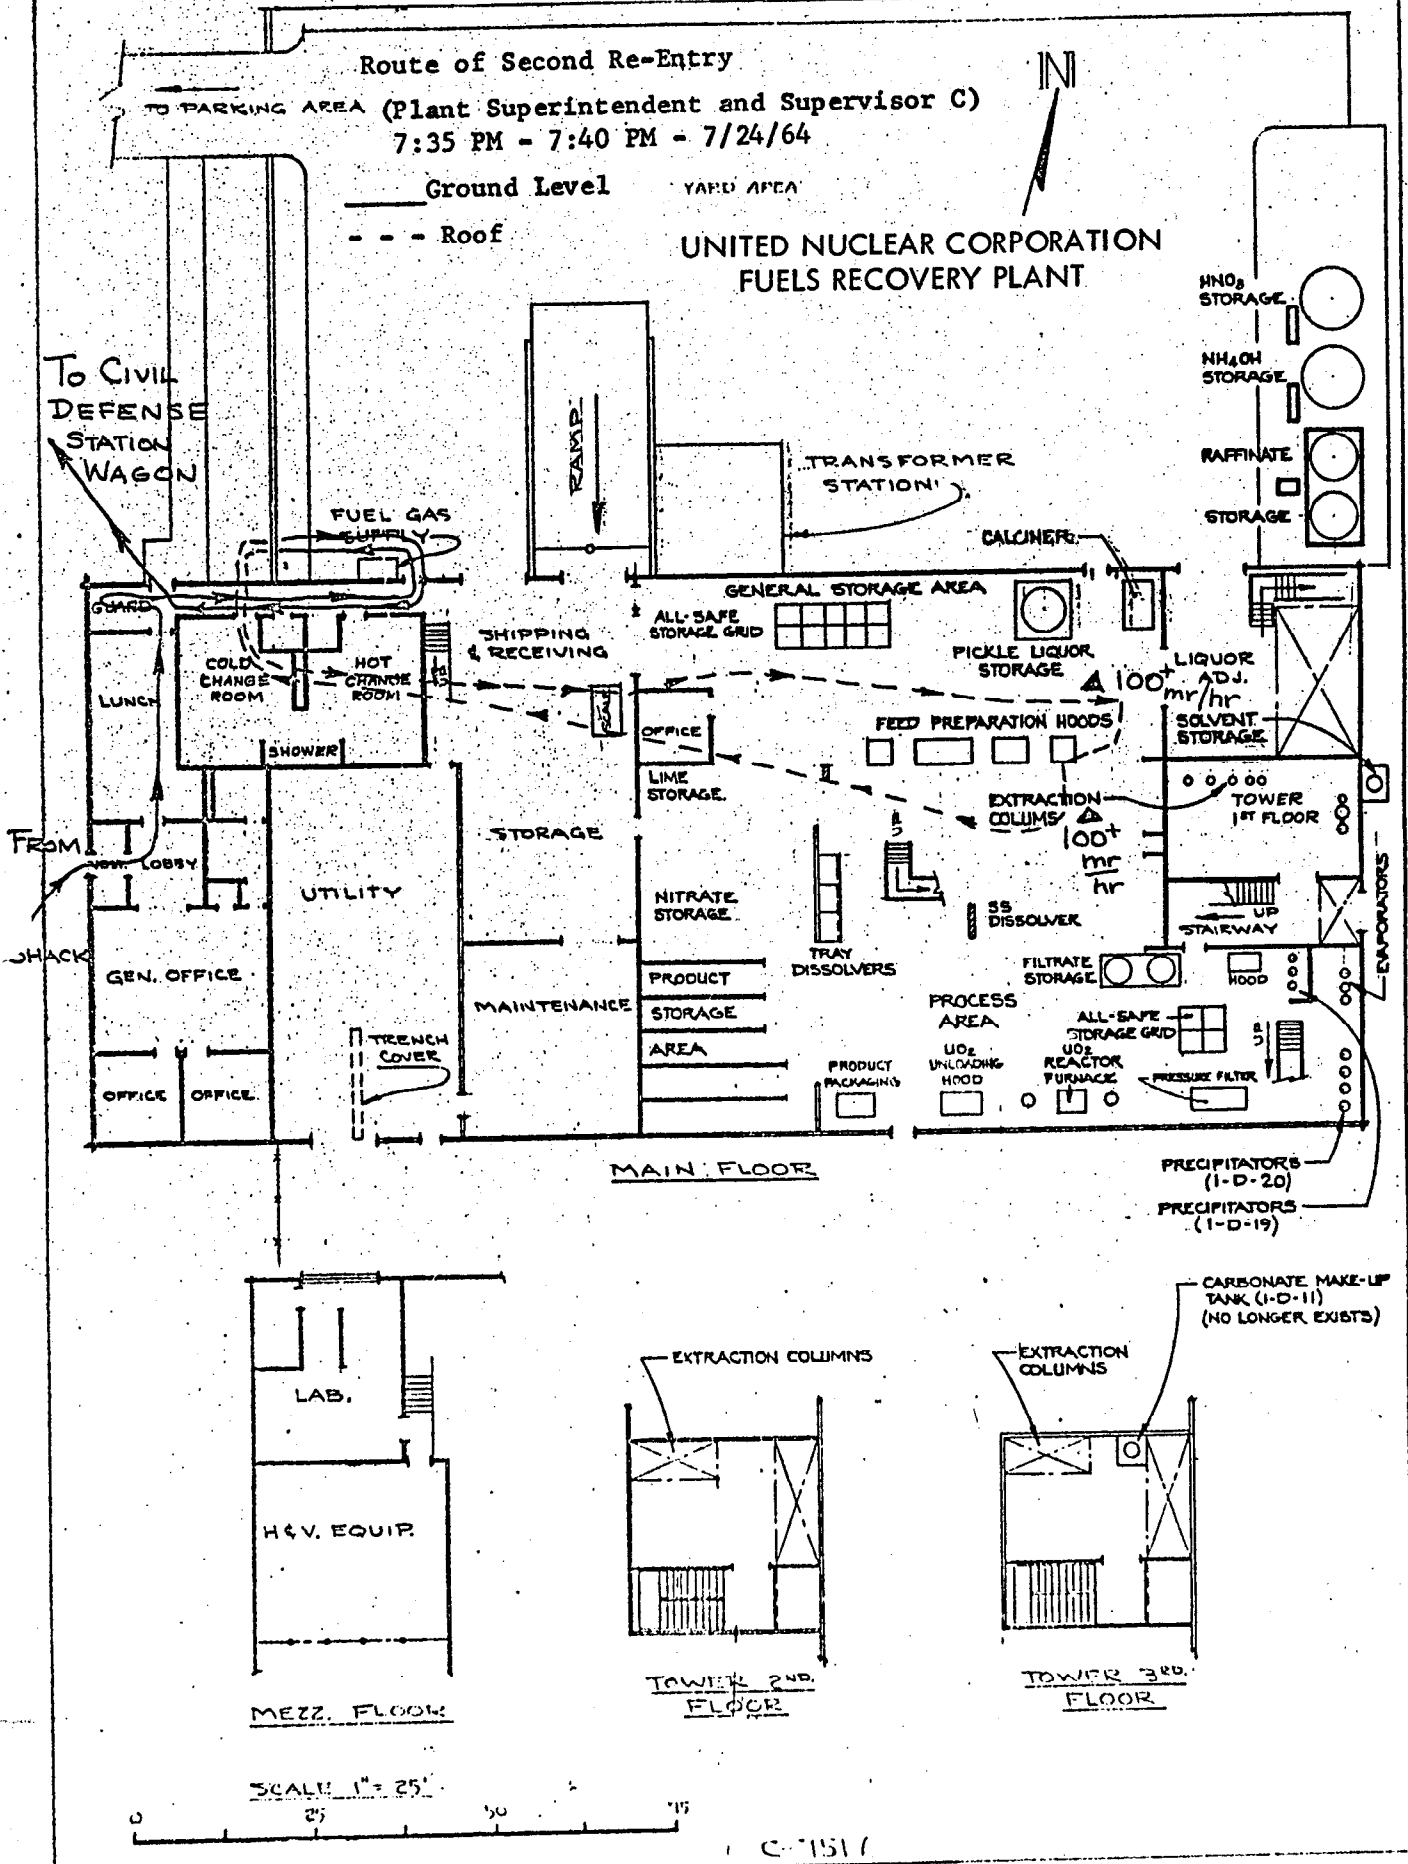 Route of Second Re-Entry
TO PARKING AREA
(Plant Superintendent and Supervisor C)
7:35 PM - 7:40 PM - 7/24/64
Ground Level
- - - Roof
YARD AREA
N
UNITED NUCLEAR CORPORATION
FUELS RECOVERY PLANT
HNO3
STORAGE
NH4OH
STORAGE
RAFFINATE
STORAGE
TO CIVIL
DEFENSE
STATION
WAGON
RAMP
TRANSFORMER
STATION
FUEL GAS
SUPPLY
CALCINER
GUARD
GENERAL STORAGE AREA
ALL-SAFE
STORAGE GRID
SHIPPING
& RECEIVING
PICKLE LIQUOR
STORAGE
LIQUOR
ADJ.
100+
mr/hr
COLD
CHANGE
ROOM
HOT
CHANGE
ROOM
LUNCH
SCALE
OFFICE
FEED PREPARATION HOODS
SOLVENT
STORAGE
SHOWER
LIME
STORAGE
EXTRACTION
COLUMS
TOWER
1ST FLOOR
STORAGE
100+
mr
hr
FROM
SHACK
LOBBY
UTILITY
NITRATE
STORAGE
SS
DISSOLVER
UP
STAIRWAY
EVAPORATORS
TRAY
DISSOLVERS
GEN. OFFICE
FILTRATE
STORAGE
HOOD
PRODUCT
STORAGE
AREA
MAINTENANCE
PROCESS
AREA
ALL-SAFE
STORAGE GRID
TRENCH
COVER
PRODUCT
PACKAGING
UO2
UNLOADING
HOOD
UO2
REACTOR
FURNACE
PRESSURE FILTER
OFFICE
OFFICE
MAIN FLOOR
PRECIPITATORS
(1-D-20)
PRECIPITATORS
(1-D-19)
CARBONATE MAKE-UP
TANK (1-D-11)
(NO LONGER EXISTS)
EXTRACTION COLUMNS
EXTRACTION
COLUMNS
LAB.
H&V. EQUIP.
MEZZ. FLOOR
TOWER 2ND.
FLOOR
TOWER 3RD.
FLOOR
SCALE 1"= 25'
0 25 50 75